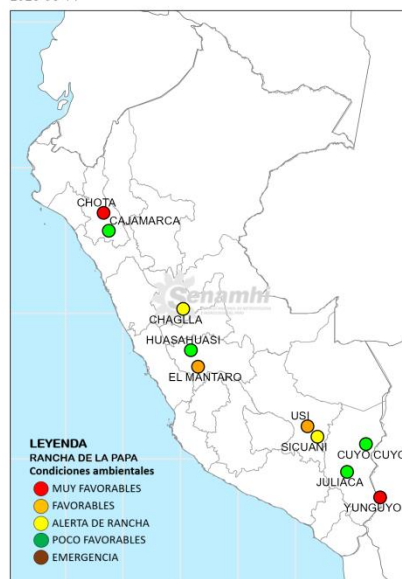 CHOTA
CAJAMARCA
Senamhi
CHAGLLA
HUASAHUASI
EL MANTARO
USI
SICUANI
CUYO CUYO
JULIACA
YUNGUYO
LEYENDA
RANCHA DE LA PAPA
Condiciones ambientales
MUY FAVORABLES
FAVORABLES
ALERTA DE RANCHA
POCO FAVORABLES
EMERGENCIA